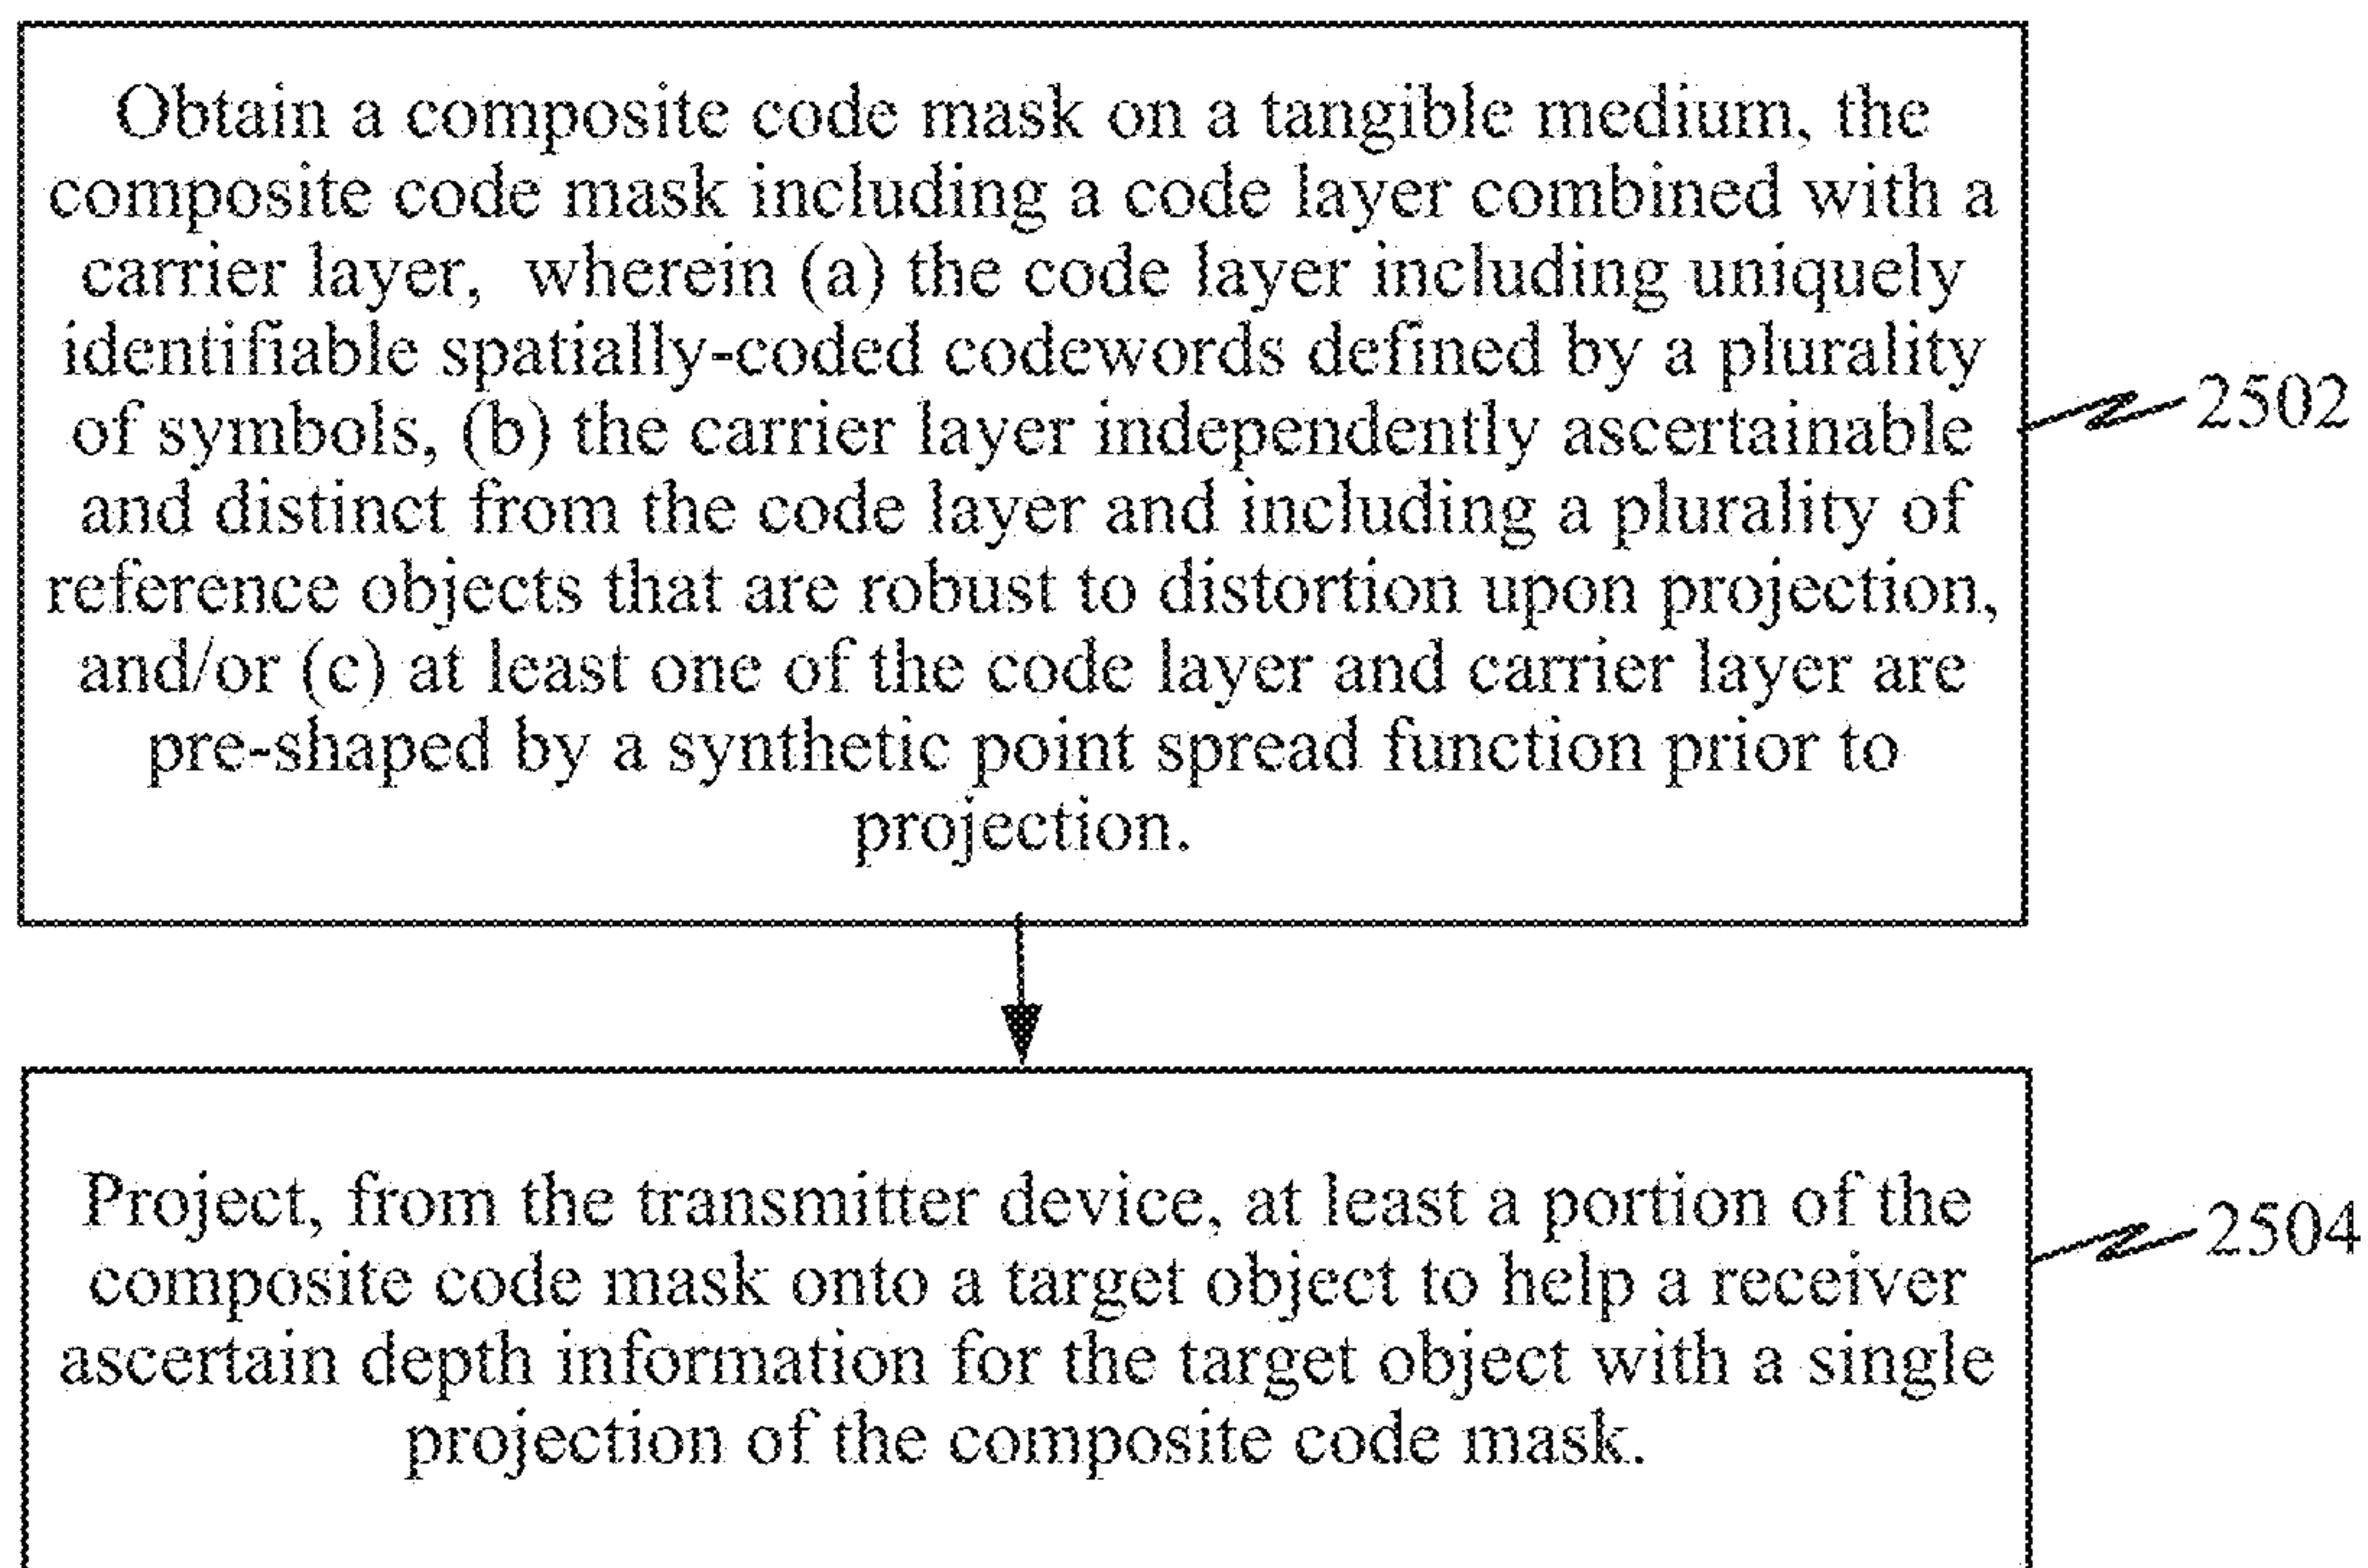 Obtain a composite code mask on a tangible medium, the
composite code mask including a code layer combined with a
carrier layer, wherein (a) the code layer including uniquely
identifiable spatially-coded codewords defined by a plurality
of symbols, (b) the carrier layer independently ascertainable
and distinct from the code layer and including a plurality of
reference objects that are robust to distortion upon projection,
and/or (c) at least one of the code layer and carrier layer are
pre-shaped by a synthetic point spread function prior to
projection.
2502
Project, from the transmitter device, at least a portion of the
composite code mask onto a target object to help a receiver
ascertain depth information for the target object with a single
projection of the composite code mask.
2504